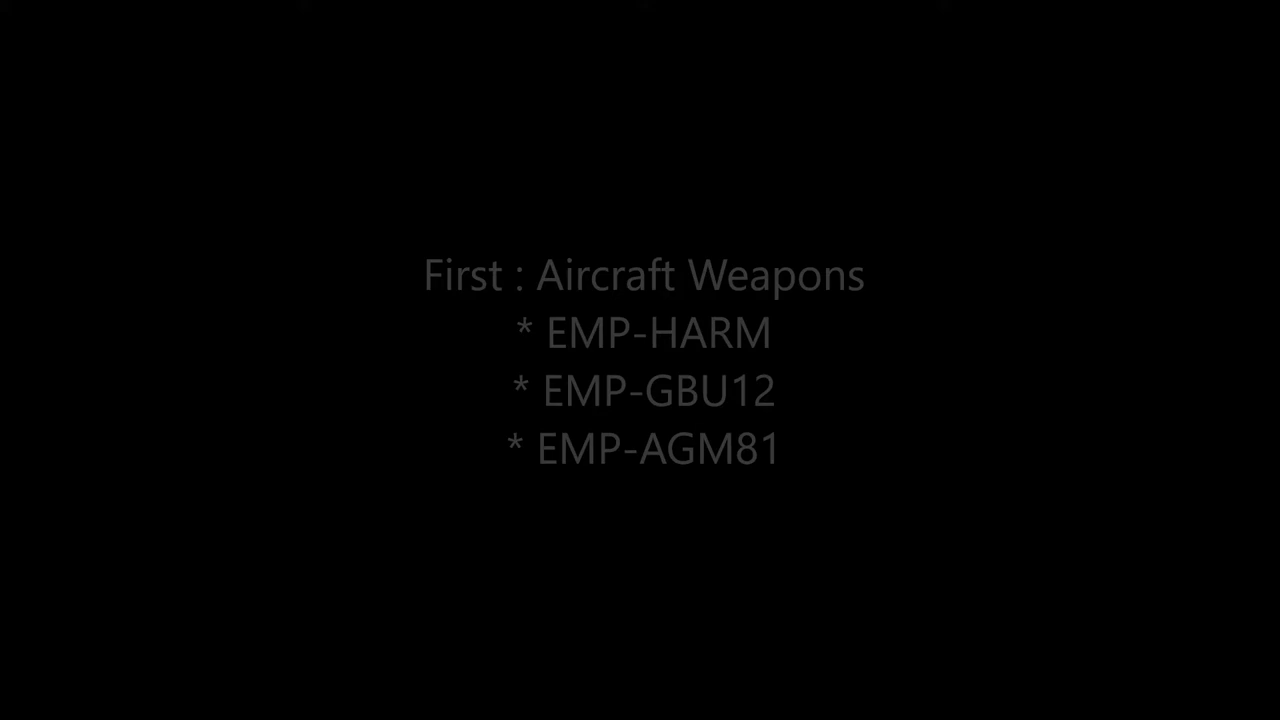 First : Aircraft Weapons
* EMP-HARM
* EMP-GBU12
* EMP-AGM81